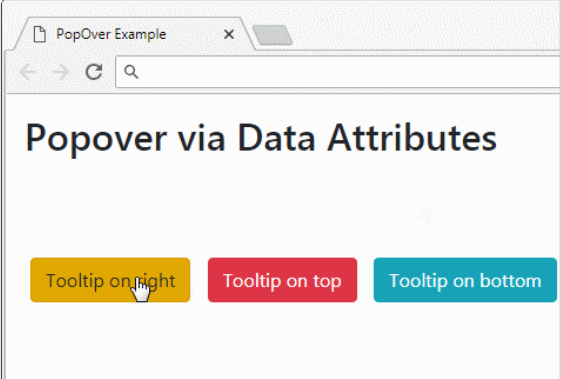 PopOver Example
Popover via Data Attributes
Tooltip on right Tooltip on top Tooltip on bottom